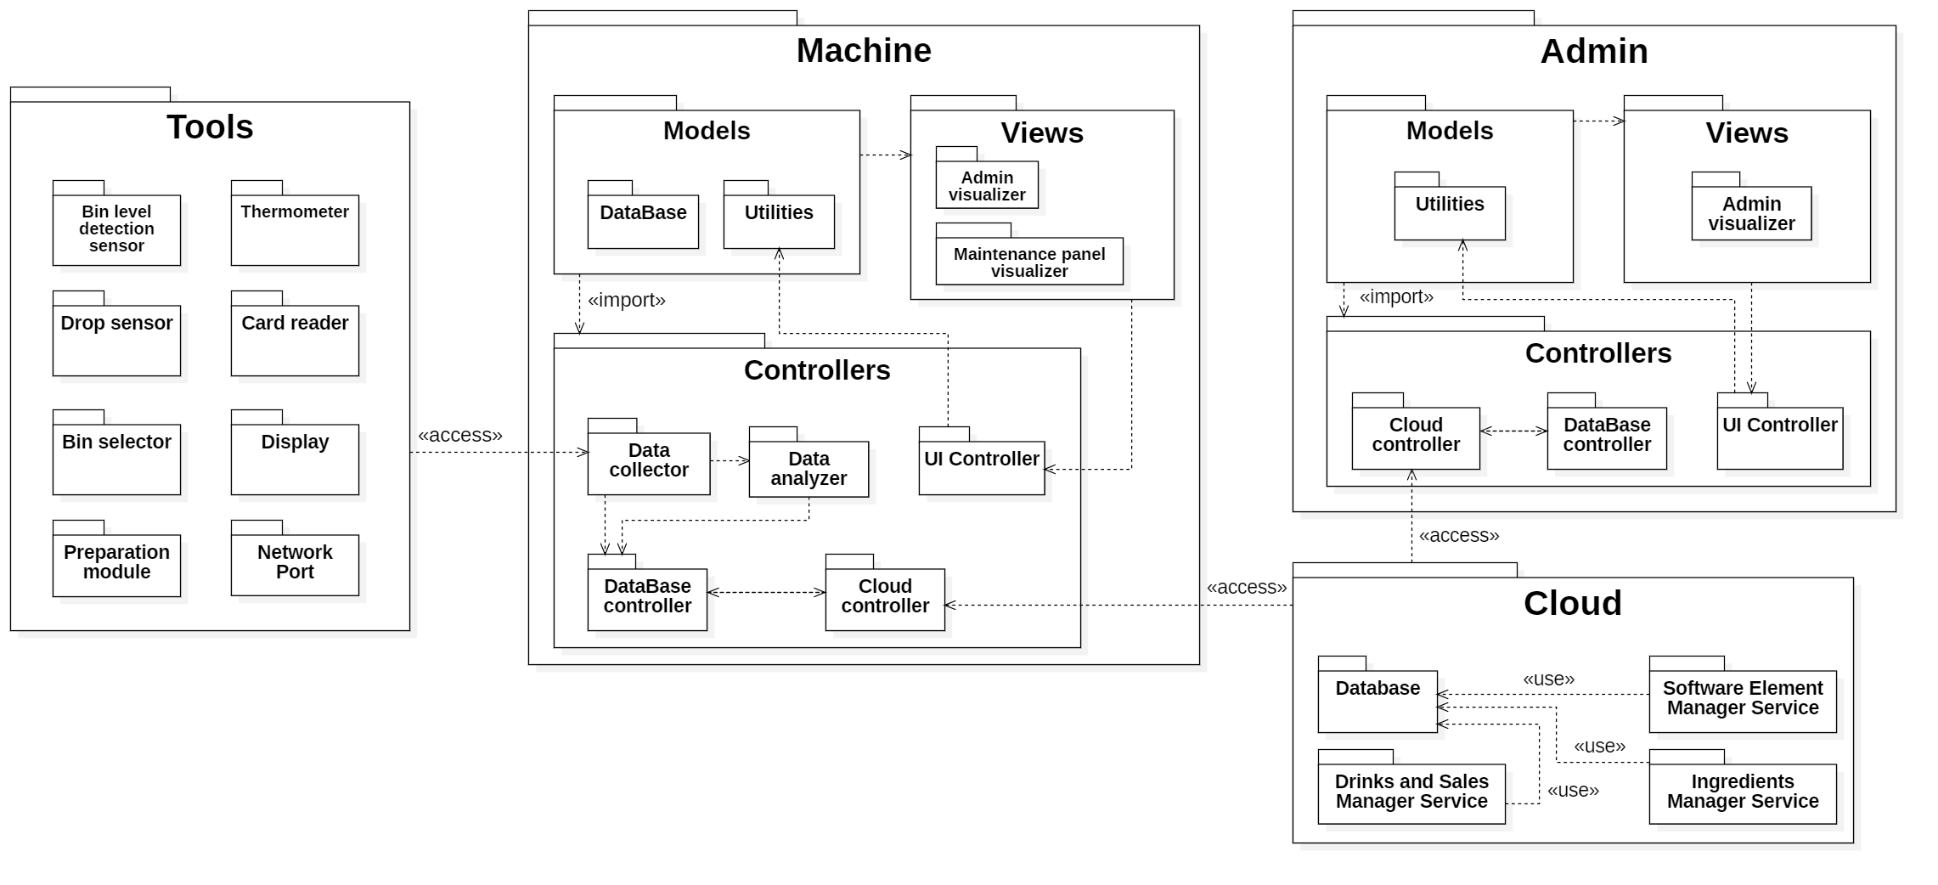 Tools
Bin level
detection
sensor
Thermometer
Drop sensor
Card reader
Bin selector
Display
Preparation
module
Network
Port
«access»
Machine
Models
DataBase
Utilities
Views
Admin
visualizer
Maintenance panel
visualizer
«import»
Controllers
Data
collector
Data
analyzer
UI Controller
DataBase
controller
Cloud
controller
«access»
Admin
Models
Utilities
Views
Admin
visualizer
«import»
Controllers
Cloud
controller
DataBase
controller
UI Controller
«access»
Cloud
Database
«use»
Software Element
Manager Service
«use»
Drinks and Sales
Manager Service
«use»
Ingredients
Manager Service